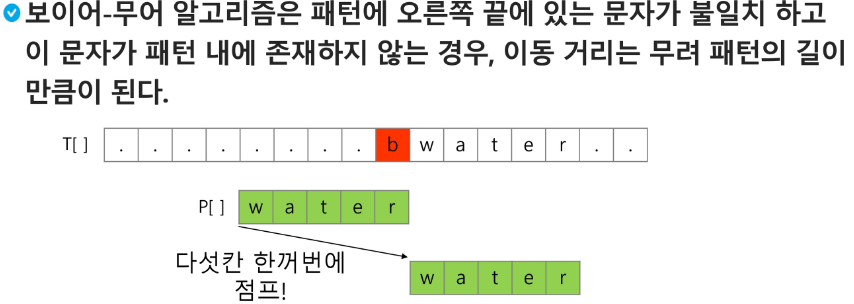 보이어-무어 알고리즘은 패턴에 오른쪽 끝에 있는 문자가 불일치 하고
이 문자가 패턴 내에 존재하지 않는 경우, 이동 거리는 무려 패턴의 길이
만큼이 된다.
T[ ] . . . . . . . . b w a t e r . .
P[ ] w a t e r
다섯칸 한꺼번에
점프!
w a t e r